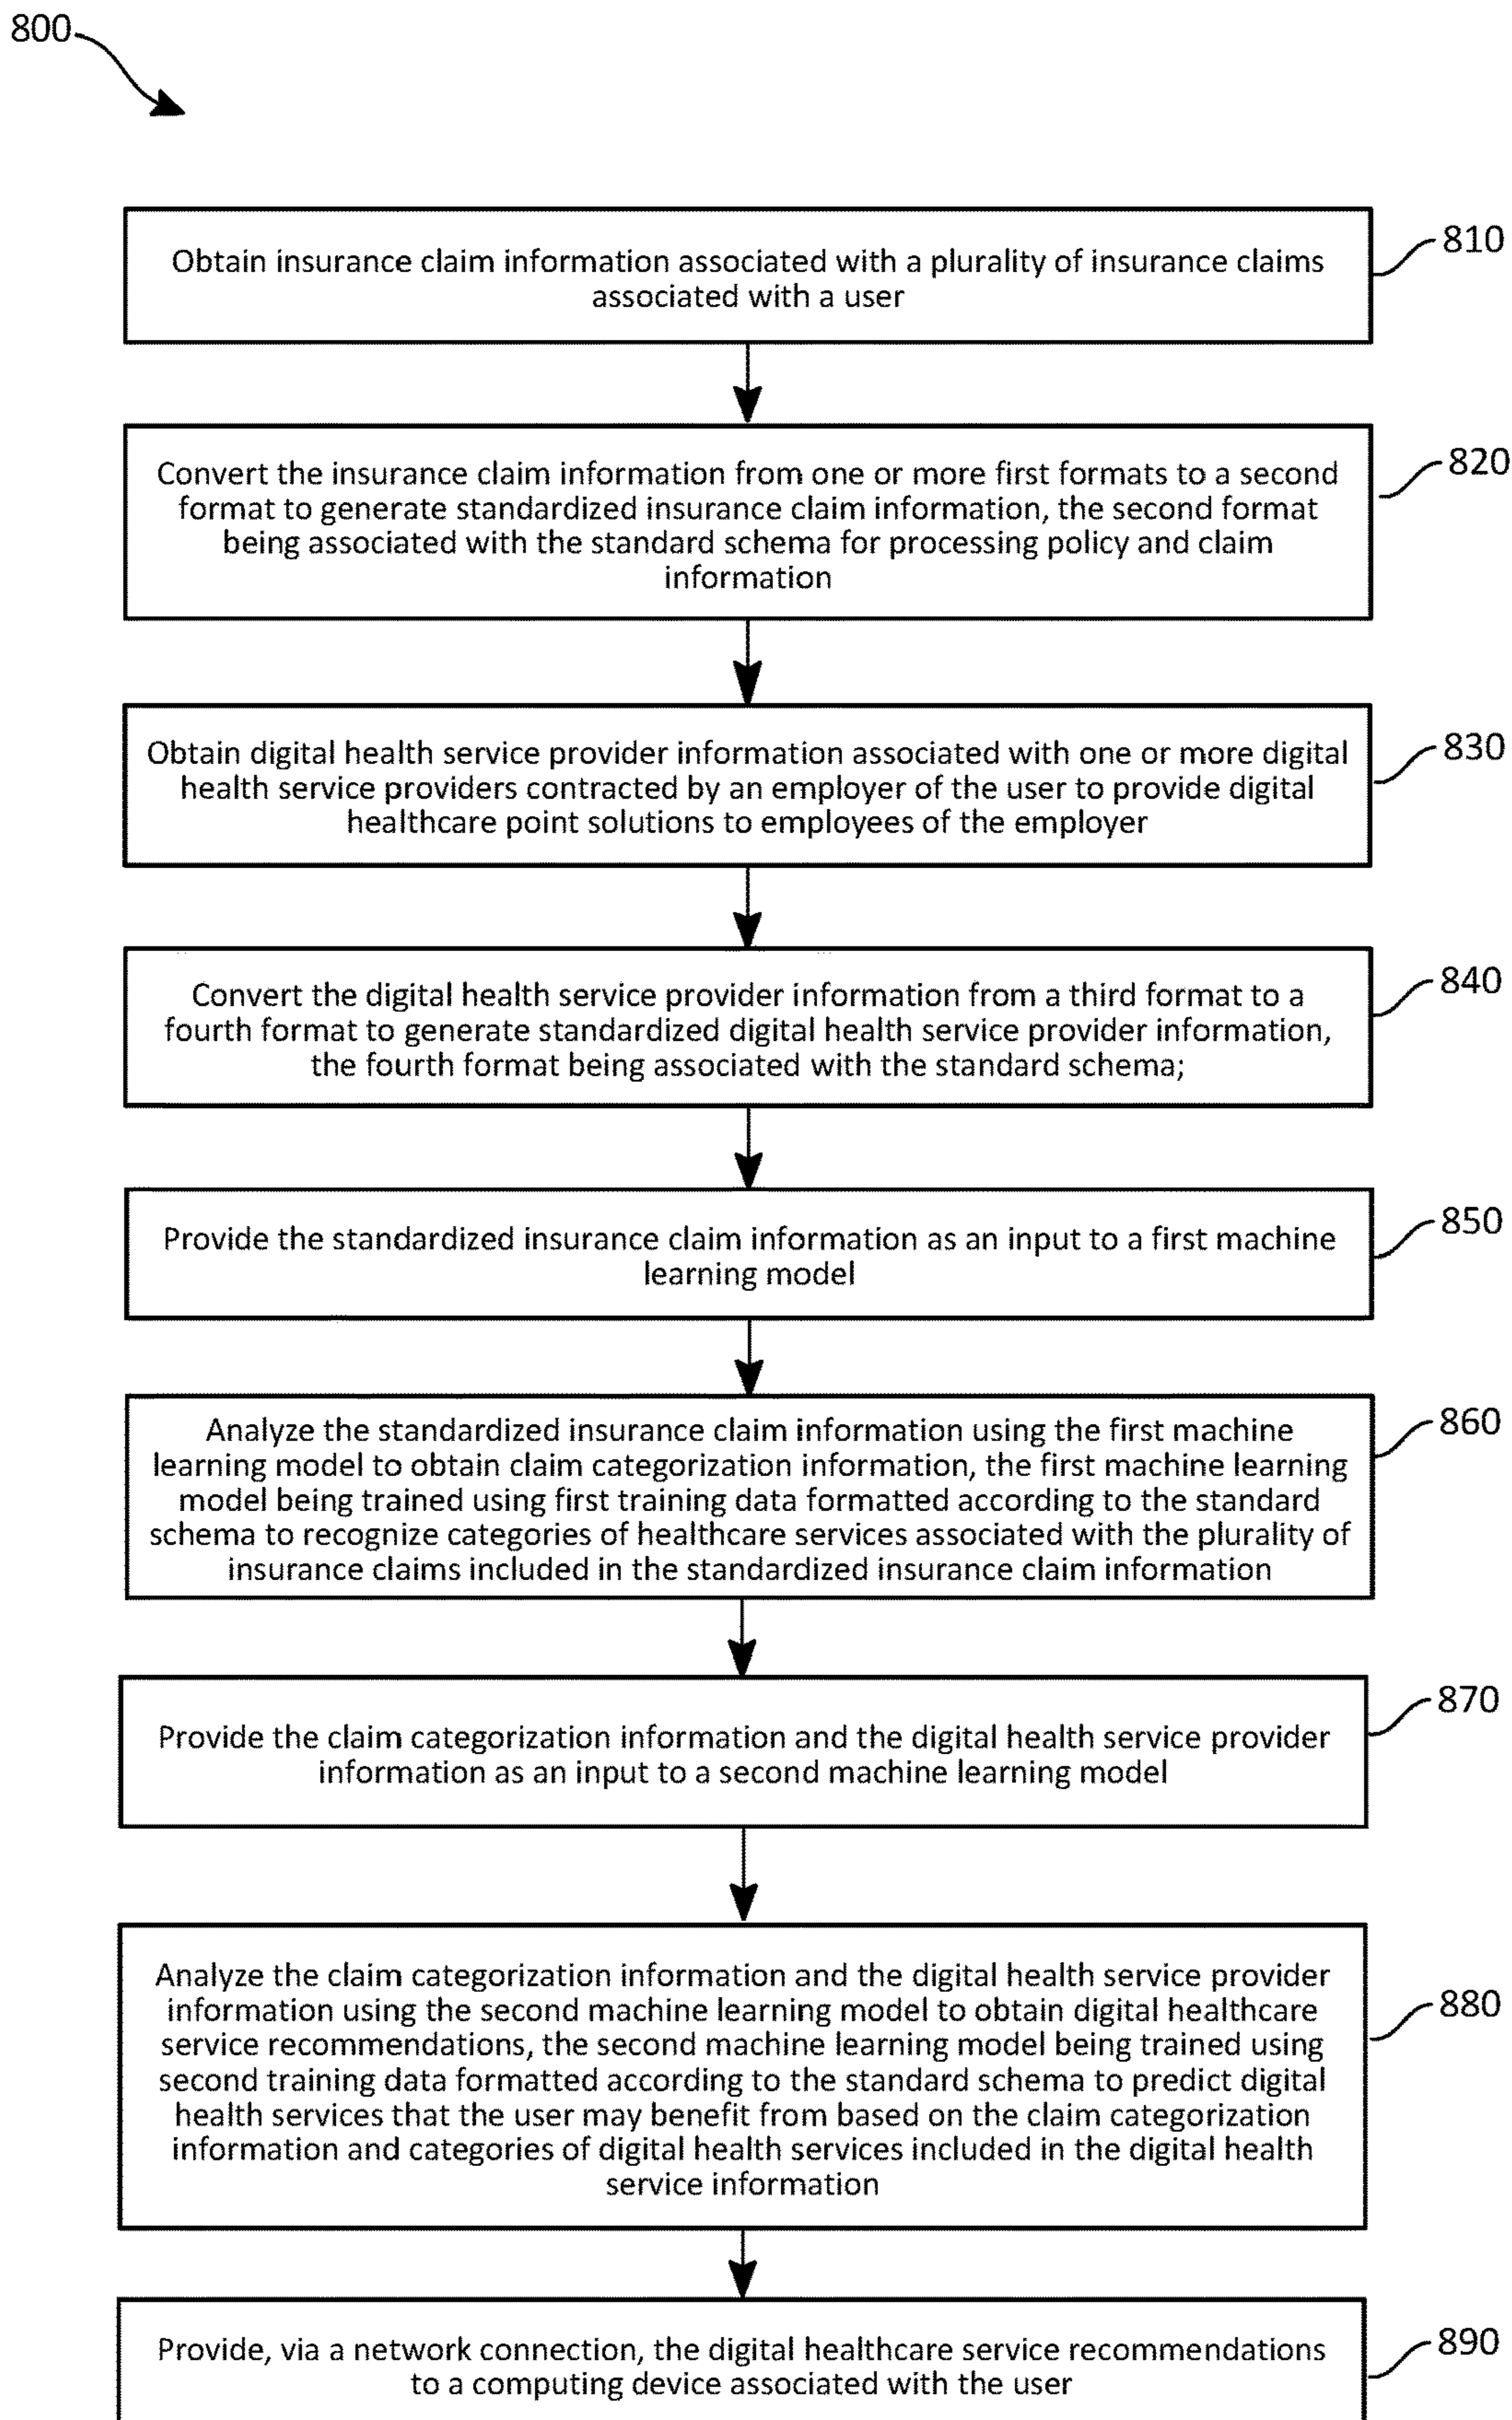 800
Obtain insurance claim information associated with a plurality of insurance claims
associated with a user
810
Convert the insurance claim information from one or more first formats to a second
format to generate standardized insurance claim information, the second format
being associated with the standard schema for processing policy and claim
information
820
Obtain digital health service provider information associated with one or more digital
health service providers contracted by an employer of the user to provide digital
healthcare point solutions to employees of the employer
830
Convert the digital health service provider information from a third format to a
fourth format to generate standardized digital health service provider information,
the fourth format being associated with the standard schema;
840
Provide the standardized insurance claim information as an input to a first machine
learning model
850
Analyze the standardized insurance claim information using the first machine
learning model to obtain claim categorization information, the first machine learning
model being trained using first training data formatted according to the standard
schema to recognize categories of healthcare services associated with the plurality of
insurance claims included in the standardized insurance claim information
860
Provide the claim categorization information and the digital health service provider
information as an input to a second machine learning model
870
Analyze the claim categorization information and the digital health service provider
information using the second machine learning model to obtain digital healthcare
service recommendations, the second machine learning model being trained using
second training data formatted according to the standard schema to predict digital
health services that the user may benefit from based on the claim categorization
information and categories of digital health services included in the digital health
service information
880
Provide, via a network connection, the digital healthcare service recommendations
to a computing device associated with the user
890